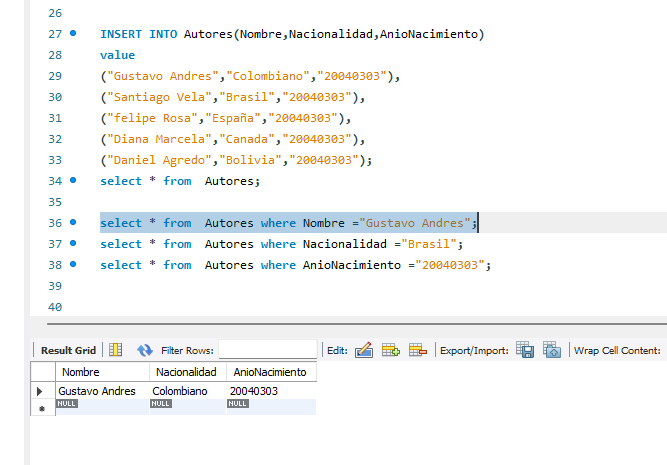 26
27 INSERT INTO Autores(Nombre,Nacionalidad,AnioNacimiento)
28 value
29 ("Gustavo Andres","Colombiano","20040303"),
30 ("Santiago Vela","Brasil","20040303"),
31 ("felipe Rosa","España","20040303"),
32 ("Diana Marcela","Canada","20040303"),
33 ("Daniel Agredo","Bolivia","20040303");
34 select * from  Autores;
35
36 select * from  Autores where Nombre ="Gustavo Andres";
37 select * from  Autores where Nacionalidad ="Brasil";
38 select * from  Autores where AnioNacimiento ="20040303";
39
40
Result Grid Filter Rows: Edit: Export/Import: Wrap Cell Content:
Nombre Nacionalidad AnioNacimiento
Gustavo Andres Colombiano 20040303
NULL NULL NULL